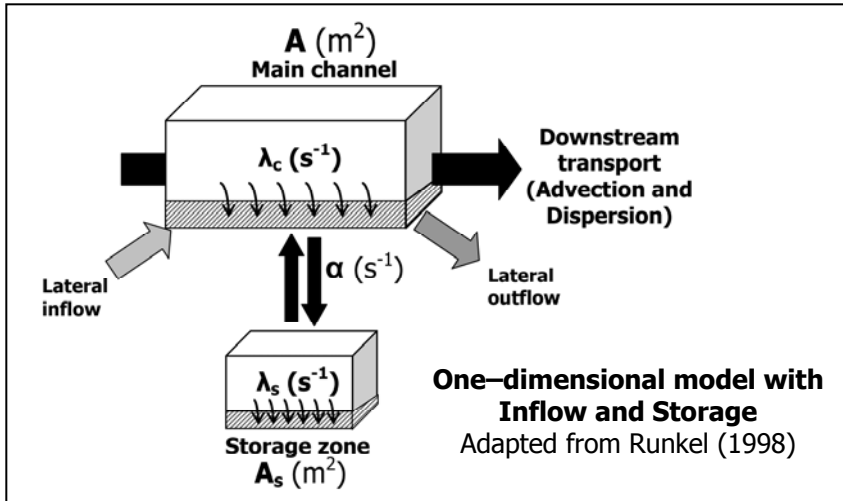 A (m²)
Main channel
λc (s⁻¹)
Downstream
transport
(Advection and
Dispersion)
Lateral
inflow
α (s⁻¹)
Lateral
outflow
λs (s⁻¹)
Storage zone
As (m²)
One–dimensional model with
Inflow and Storage
Adapted from Runkel (1998)